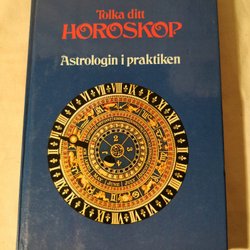 Tolka ditt
HOROSKOP
Astrologin i praktiken